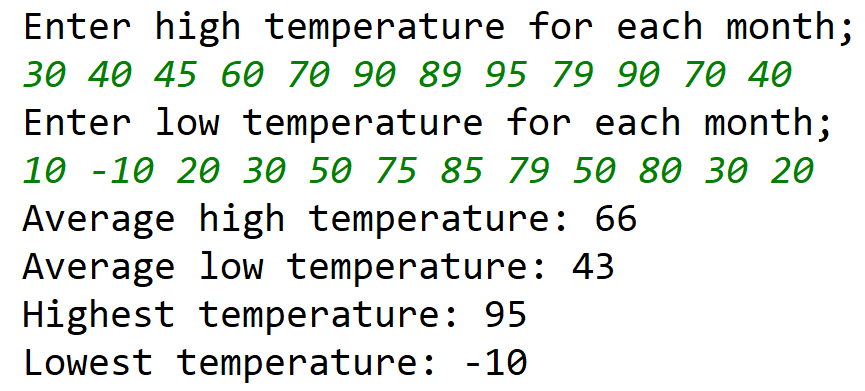 Enter high temperature for each month;
30 40 45 60 70 90 89 95 79 90 70 40
Enter low temperature for each month;
10 -10 20 30 50 75 85 79 50 80 30 20
Average high temperature: 66
Average low temperature: 43
Highest temperature: 95
Lowest temperature: -10